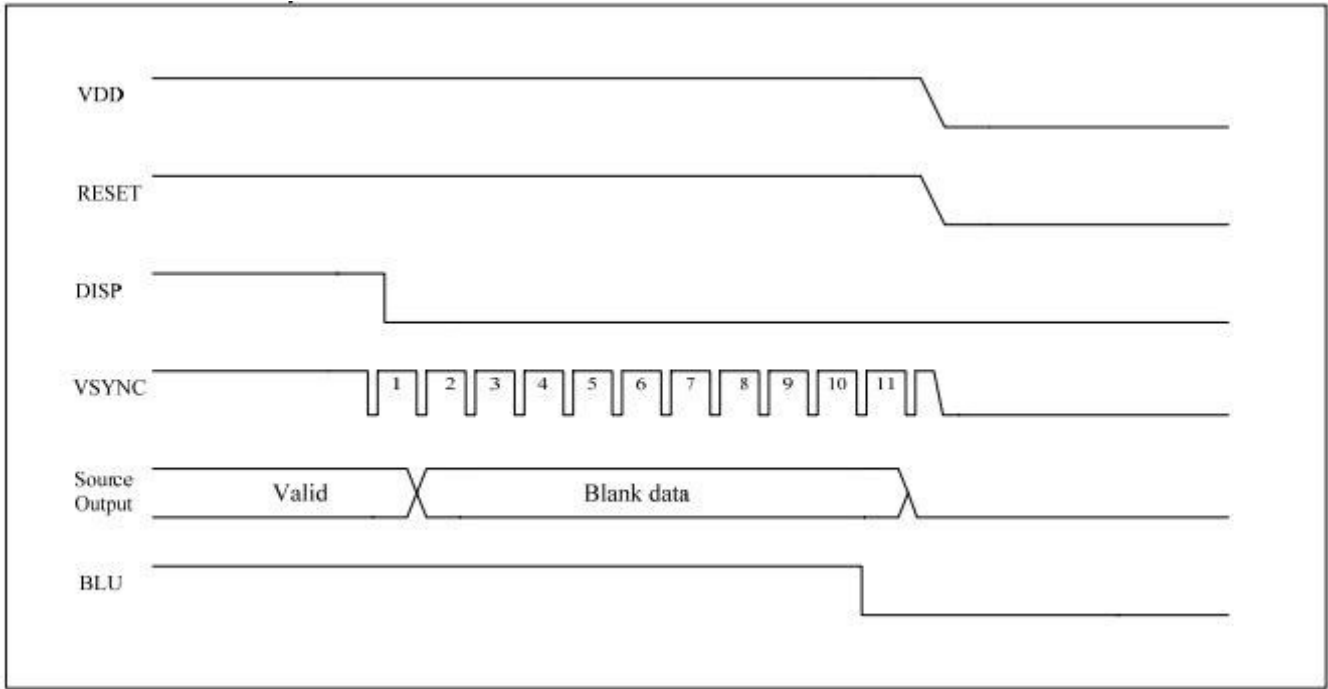 VDD
RESET
DISP
VSYNC 1 2 3 4 5 6 7 8 9 10 11
Source
Output
Valid Blank data
BLU